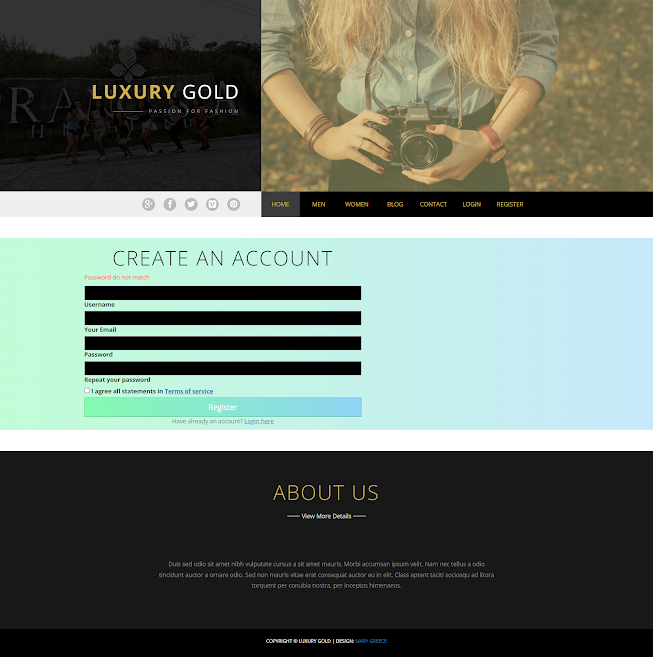 LUXURY GOLD
PASSION FOR FASHION
HOME MEN WOMEN BLOG CONTACT LOGIN REGISTER
CREATE AN ACCOUNT
Password do not match
Username
Your Email
Password
Repeat your password
I agree all statements in Terms of service
Register
Have already an account? Login here
ABOUT US
View More Details
Duis sed odio sit amet nibh vulputate cursus a sit amet mauris. Morbi accumsan ipsum velit. Nam nec tellus a odio
tincidunt auctor a ornare odio. Sed non mauris vitae erat consequat auctor eu in elit. Class aptent taciti sociosqu ad litora
torquent per conubia nostra, per inceptos himenaeos.
COPYRIGHT © LUXURY GOLD | DESIGN: MARY GREECE